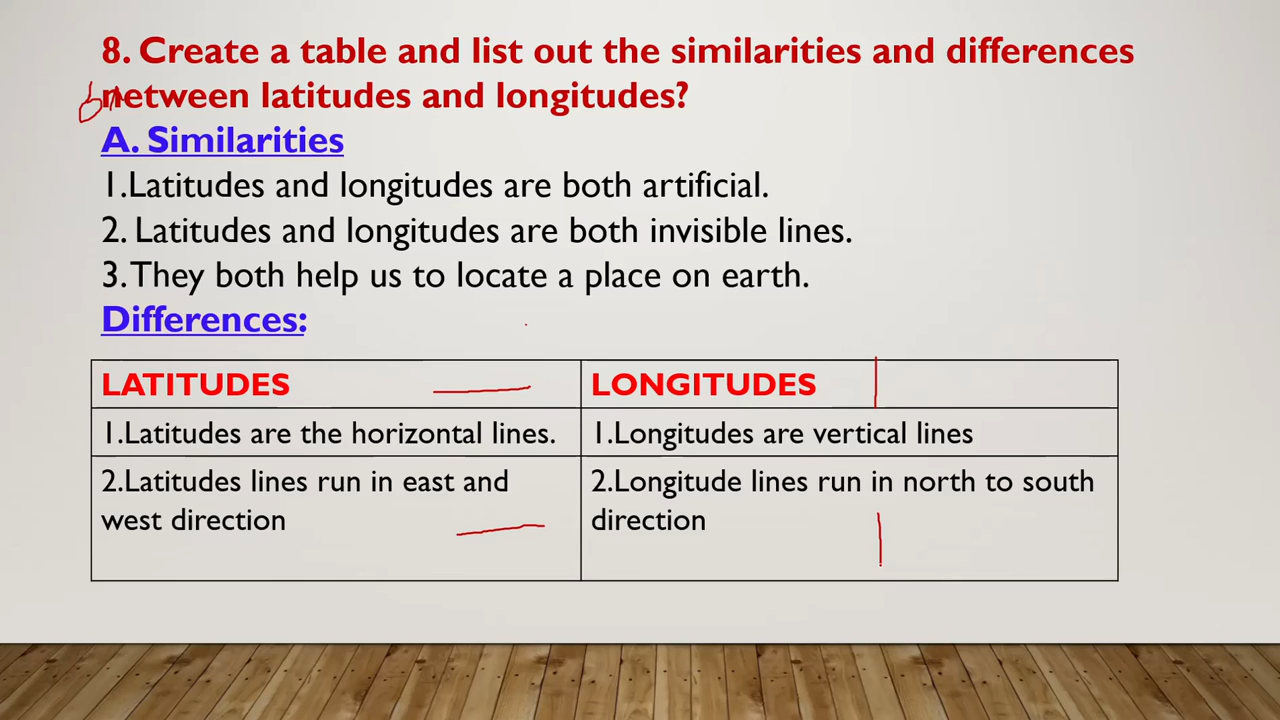 8. Create a table and list out the similarities and differences
netween latitudes and longitudes?
A. Similarities
1.Latitudes and longitudes are both artificial.
2. Latitudes and longitudes are both invisible lines.
3.They both help us to locate a place on earth.
Differences:
LATITUDES
LONGITUDES
1.Latitudes are the horizontal lines.
1.Longitudes are vertical lines
2.Latitudes lines run in east and
west direction
2.Longitude lines run in north to south
direction